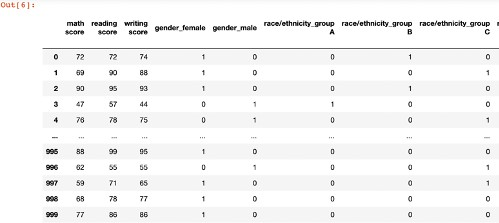 Out[6]:
math score reading score writing score gender_female gender_male race/ethnicity_group A race/ethnicity_group B race/ethnicity_group C
0 72 72 74 1 0 0 1 0
1 69 90 88 1 0 0 0 1
2 90 95 93 1 0 0 1 0
3 47 57 44 0 1 1 0 0
4 76 78 75 0 1 0 0 1
... ... ... ... ... ... ... ... ...
995 88 99 95 1 0 0 0 0
996 62 55 55 0 1 0 0 1
997 59 71 65 1 0 0 0 1
998 68 78 77 1 0 0 0 0
999 77 86 86 1 0 0 0 0